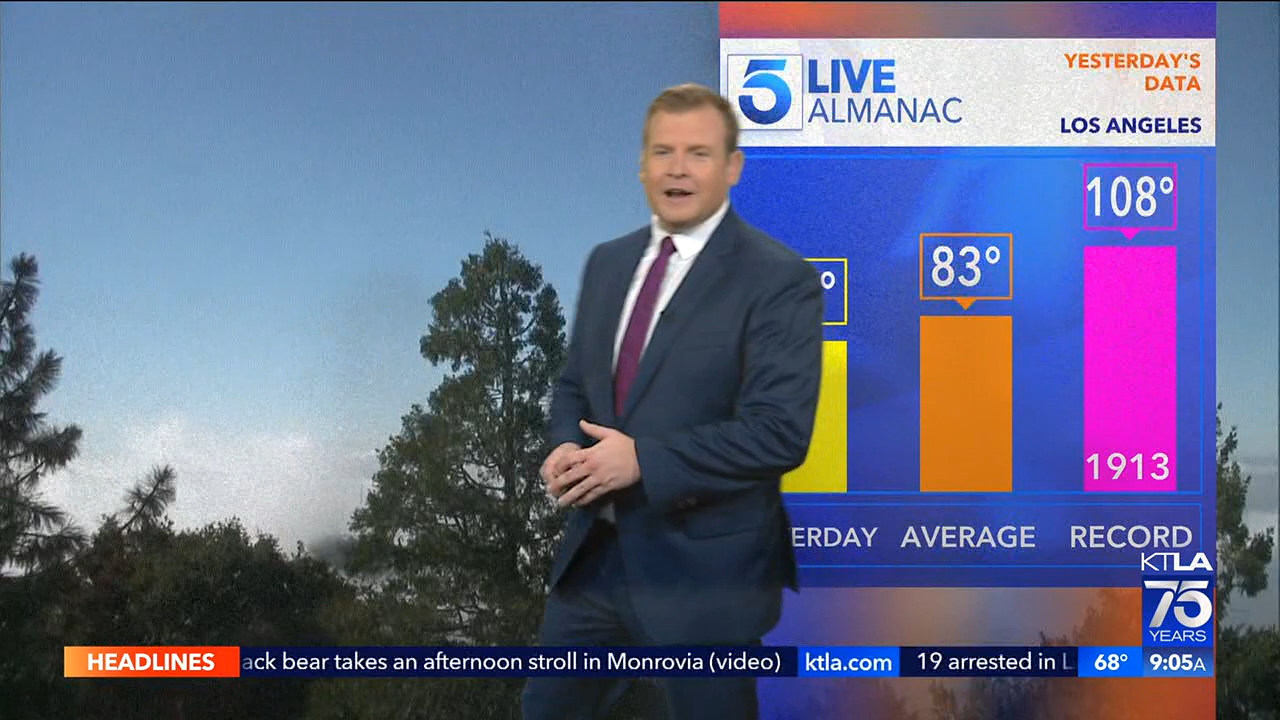 5 LIVE
ALMANAC
YESTERDAY'S
DATA
LOS ANGELES
108°
83°
°
1913
ERDAY AVERAGE RECORD
KTLA
75
YEARS
HEADLINES ack bear takes an afternoon stroll in Monrovia (video) ktla.com 19 arrested in L 68° 9:05A